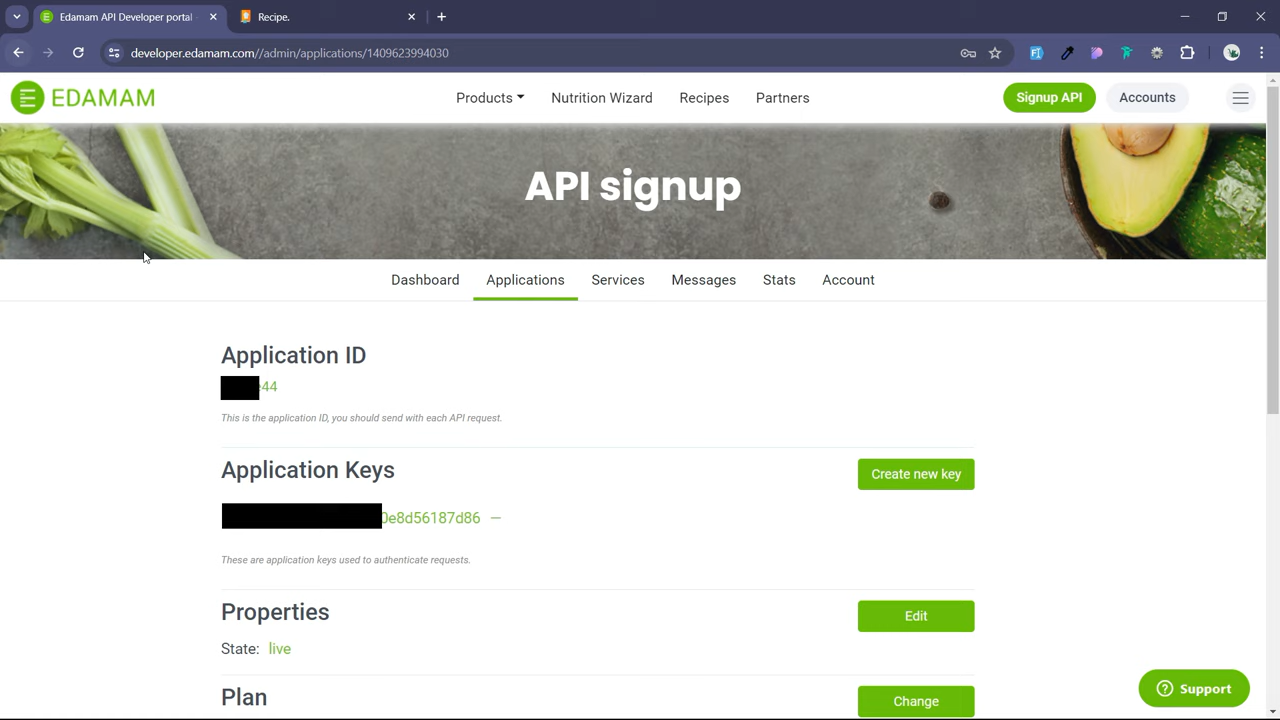 Edamam API Developer portal
Recipe.
developer.edamam.com//admin/applications/1409623994030
EDAMAM
Products
Nutrition Wizard
Recipes
Partners
Signup API
Accounts
API signup
Dashboard
Applications
Services
Messages
Stats
Account
Application ID
44
This is the application ID, you should send with each API request.
Application Keys
Create new key
0e8d56187d86 —
These are application keys used to authenticate requests.
Properties
Edit
State: live
Plan
Change
Support